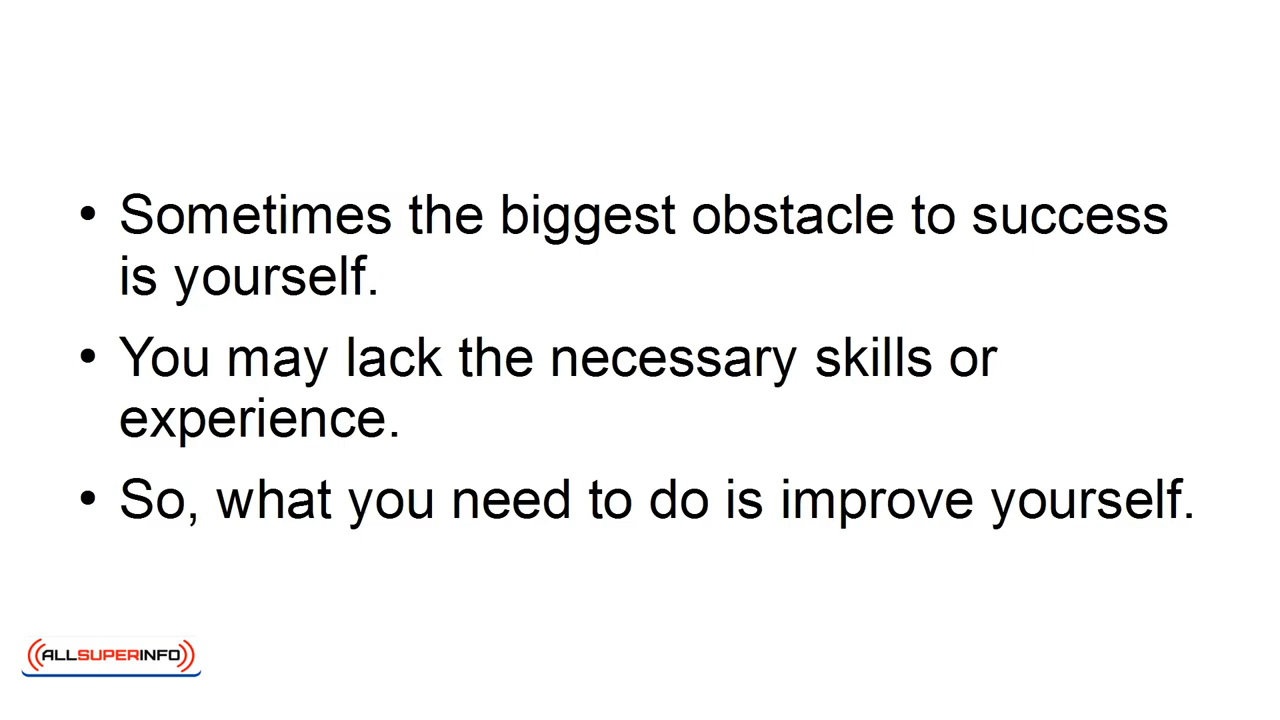 • Sometimes the biggest obstacle to success
is yourself.
• You may lack the necessary skills or
experience.
• So, what you need to do is improve yourself.
ALLSUPERINFO